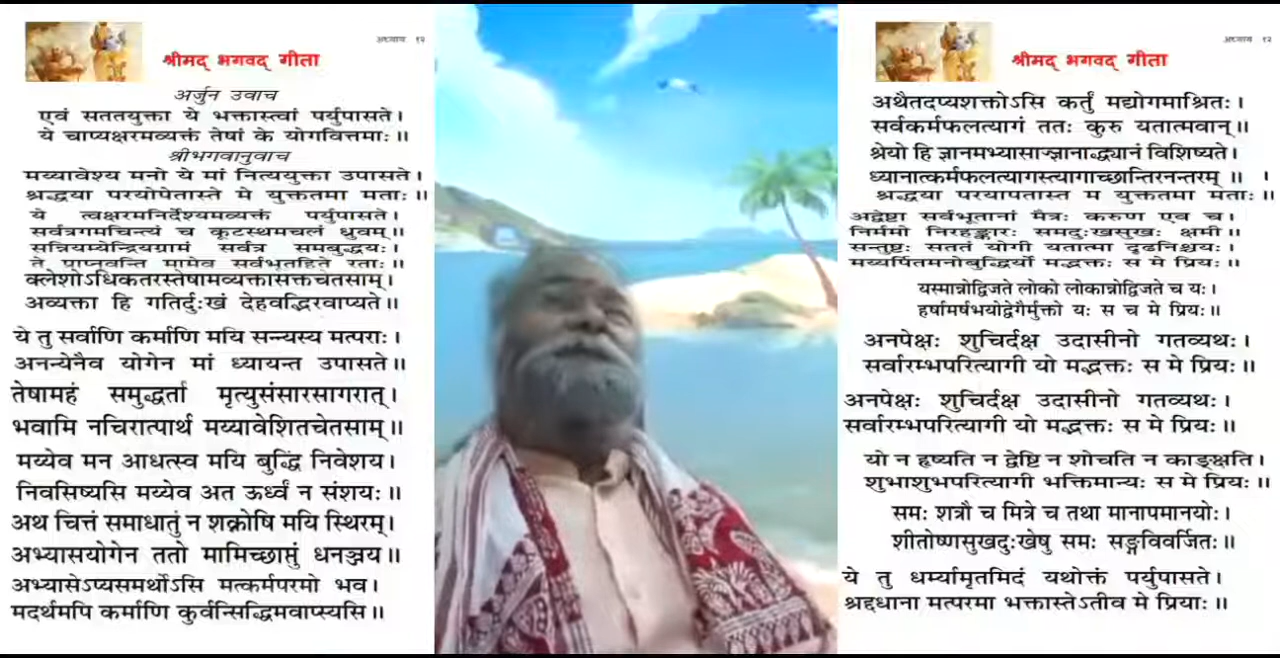 अध्याय १२
श्रीमद् भगवद् गीता
अर्जुन उवाच
एवं सततयुक्ता ये भक्तास्त्वां पर्युपासते।
ये चाप्यक्षरमव्यक्तं तेषां के योगवित्तमाः॥
श्रीभगवानुवाच
मय्यावेश्य मनो ये मां नित्ययुक्ता उपासते।
श्रद्धया परयोपेतास्ते मे युक्ततमा मताः॥
ये त्वक्षरमनिर्देश्यमव्यक्तं पर्युपासते।
सर्वत्रगमचिन्त्यं च कूटस्थमचलं ध्रुवम्॥
सन्नियम्येन्द्रियग्रामं सर्वत्र समबुद्धयः।
ते प्राप्नुवन्ति मामेव सर्वभूतहिते रताः॥
क्लेशोऽधिकतरस्तेषामव्यक्तासक्तचेतसाम्।
अव्यक्ता हि गतिर्दुःखं देहवद्भिरवाप्यते॥
ये तु सर्वाणि कर्माणि मयि सन्न्यस्य मत्पराः।
अनन्येनैव योगेन मां ध्यायन्त उपासते॥
तेषामहं समुद्धर्ता मृत्युसंसारसागरात्।
भवामि नचिरात्पार्थ मय्यावेशितचेतसाम्॥
मय्येव मन आधत्स्व मयि बुद्धिं निवेशय।
निवसिष्यसि मय्येव अत ऊर्ध्वं न संशयः॥
अथ चित्तं समाधातुं न शक्नोषि मयि स्थिरम्।
अभ्यासयोगेन ततो मामिच्छाप्तुं धनञ्जय॥
अभ्यासेऽप्यसमर्थोऽसि मत्कर्मपरमो भव।
मदर्थमपि कर्माणि कुर्वन्सिद्धिमवाप्स्यसि॥
अध्याय १२
श्रीमद् भगवद् गीता
अथैतदप्यशक्तोऽसि कर्तुं मद्योगमाश्रितः।
सर्वकर्मफलत्यागं ततः कुरु यतात्मवान्॥
श्रेयो हि ज्ञानमभ्यासाज्ज्ञानाद्ध्यानं विशिष्यते।
ध्यानात्कर्मफलत्यागस्त्यागाच्छान्तिरनन्तरम् ॥ ।
श्रद्धया परयापतास्त म युक्ततमा मताः॥
अद्वेष्टा सर्वभूतानां मैत्रः करुण एव च।
निर्ममो निरहङ्कारः समदुःखसुखः क्षमी॥
सन्तुष्टः सततं योगी यतात्मा दृढनिश्चयः।
मय्यर्पितमनोबुद्धिर्यो मद्भक्तः स मे प्रियः॥
यस्मान्नोद्विजते लोको लोकान्नोद्विजते च यः।
हर्षामर्षभयोद्वेगैर्मुक्तो यः स च मे प्रियः॥
अनपेक्षः शुचिर्दक्ष उदासीनो गतव्यथः।
सर्वारम्भपरित्यागी यो मद्भक्तः स मे प्रियः॥
अनपेक्षः शुचिर्दक्ष उदासीनो गतव्यथः।
सर्वारम्भपरित्यागी यो मद्भक्तः स मे प्रियः॥
यो न हृष्यति न द्वेष्टि न शोचति न काङ्क्षति।
शुभाशुभपरित्यागी भक्तिमान्यः स मे प्रियः॥
समः शत्रौ च मित्रे च तथा मानापमानयोः।
शीतोष्णसुखदुःखेषु समः सङ्गविवर्जितः॥
ये तु धर्म्यामृतमिदं यथोक्तं पर्युपासते।
श्रद्दधाना मत्परमा भक्तास्तेऽतीव मे प्रियाः॥